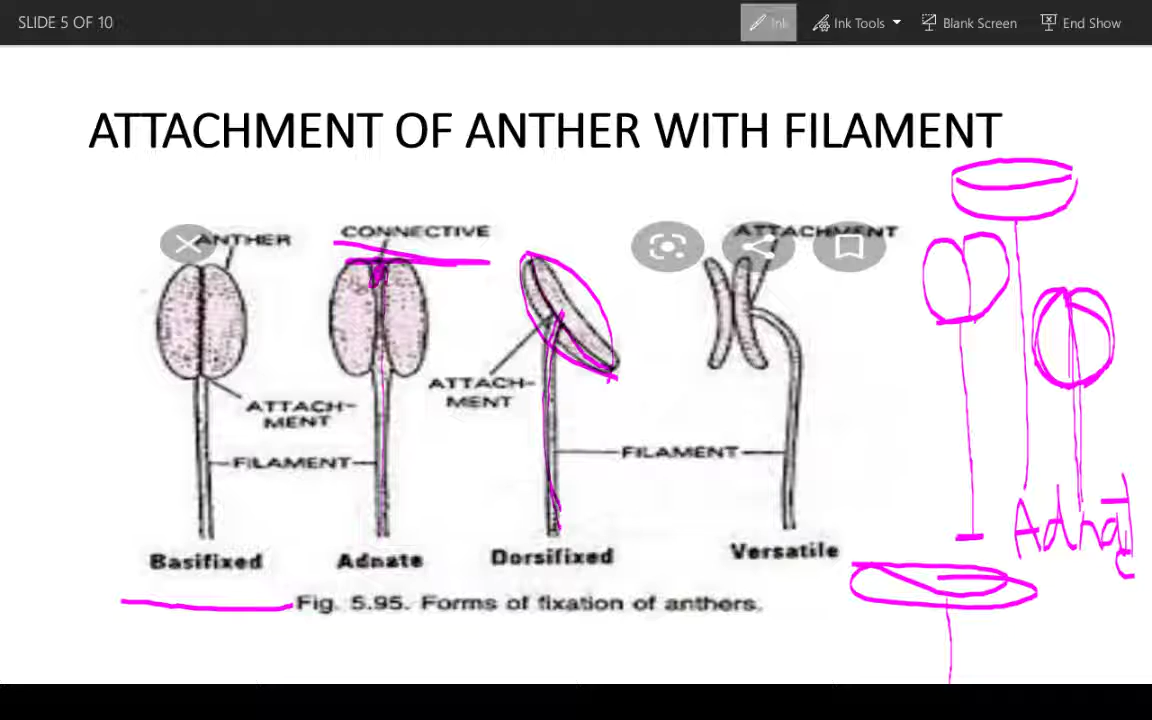 SLIDE 5 OF 10
Ink
Ink Tools
Blank Screen
End Show
ATTACHMENT OF ANTHER WITH FILAMENT
ANTHER
CONNECTIVE
ATTACHMENT
ATTACH-
MENT
ATTACH-
MENT
FILAMENT
FILAMENT
Basifixed
Adnate
Dorsifixed
Versatile
Adnate
Fig. 5.95. Forms of fixation of anthers.